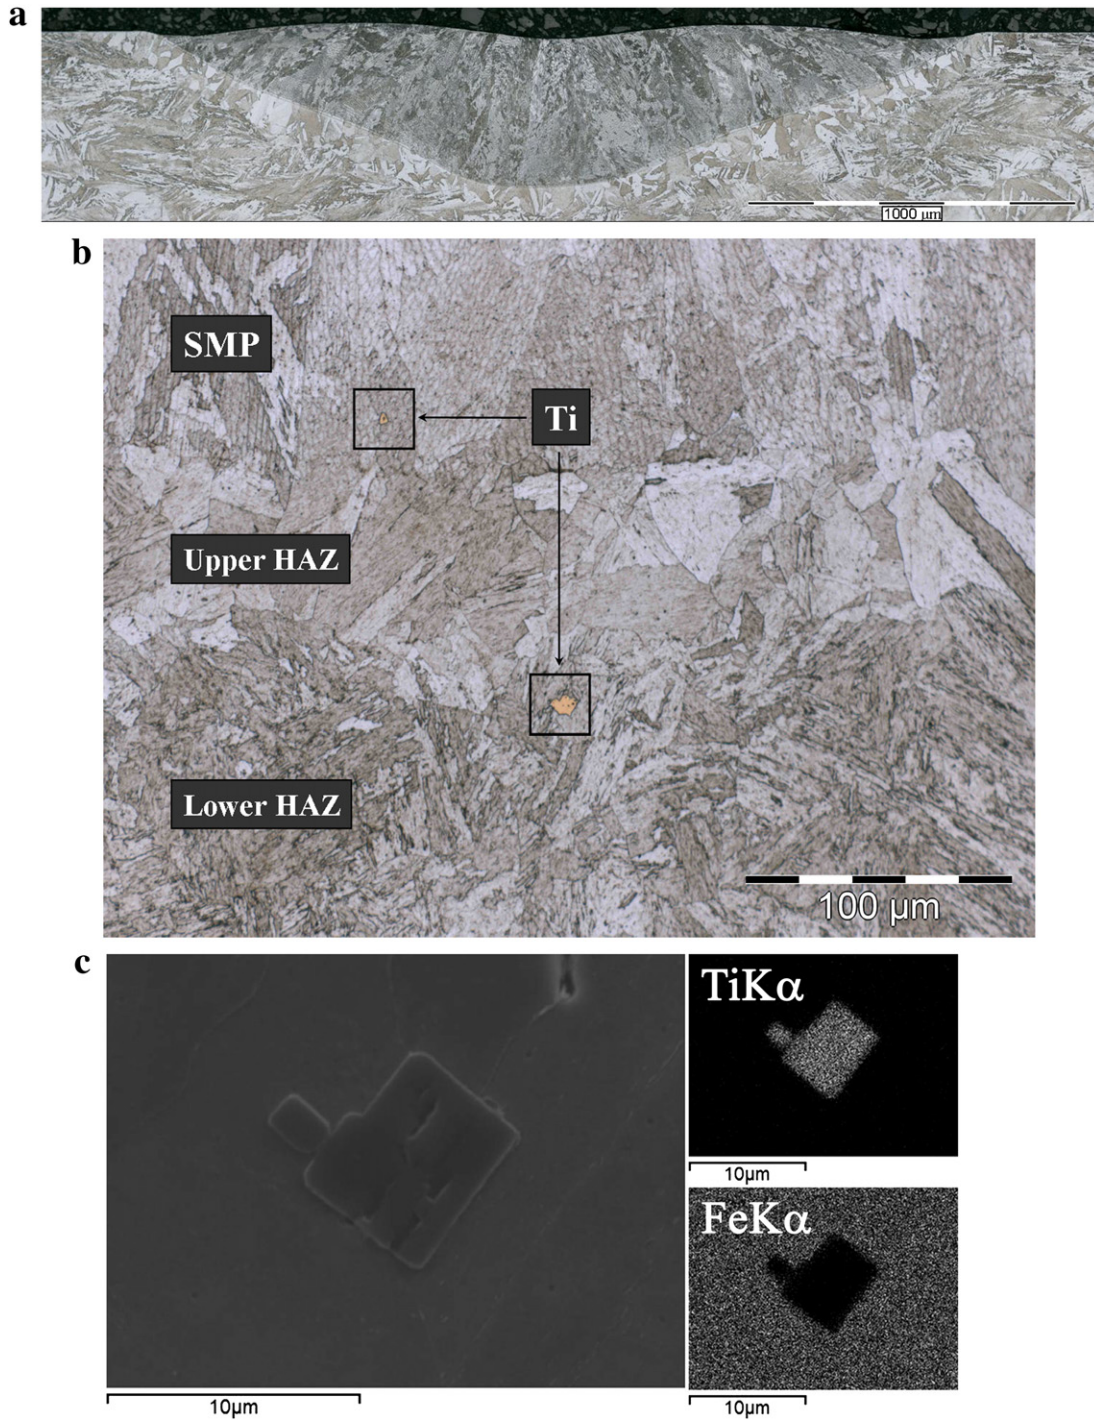 a
1000 µm
b
SMP
Ti
Upper HAZ
Lower HAZ
100 µm
c
TiKα
10µm
FeKα
10µm
10µm